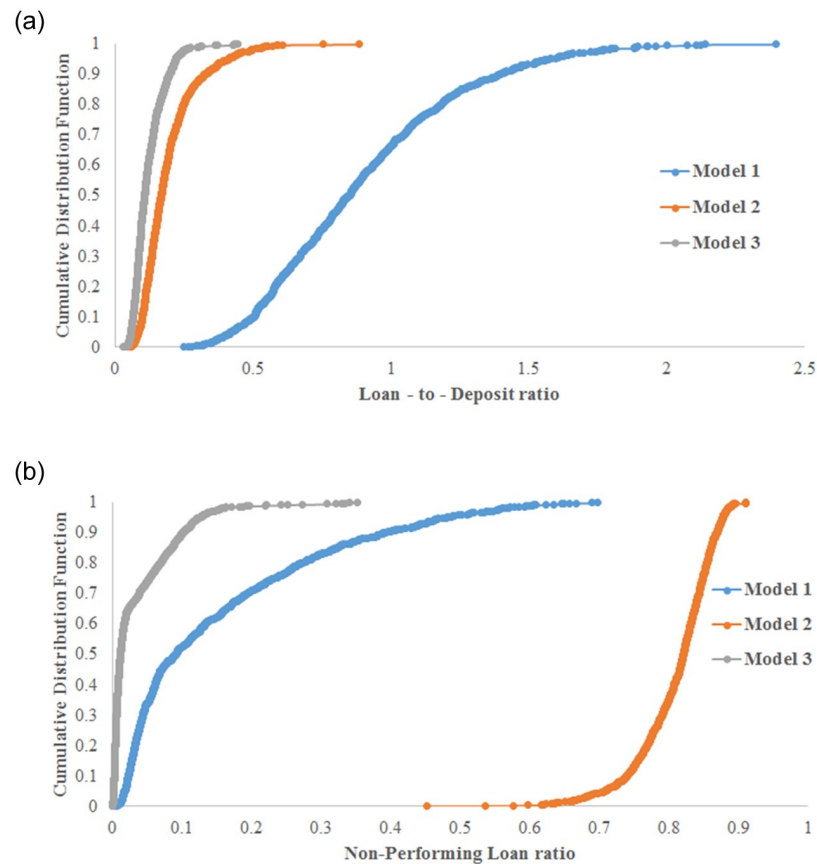 (a)
1
0.9
0.8
0.7
0.6
0.5
0.4
0.3
0.2
0.1
0
Cumulative Distribution Function
Model 1
Model 2
Model 3
0 0.5 1 1.5 2 2.5
Loan - to - Deposit ratio
(b)
1
0.9
0.8
0.7
0.6
0.5
0.4
0.3
0.2
0.1
0
Cumulative Distribution Function
Model 1
Model 2
Model 3
0 0.1 0.2 0.3 0.4 0.5 0.6 0.7 0.8 0.9 1
Non-Performing Loan ratio